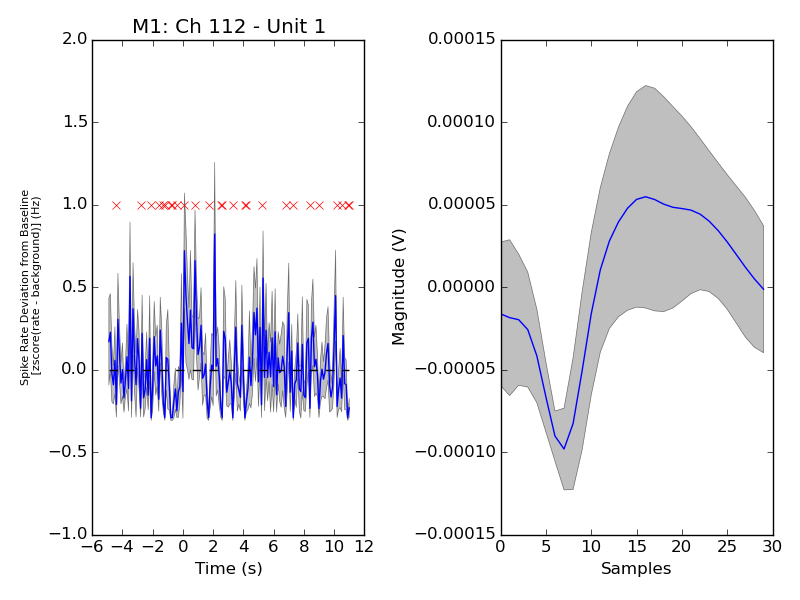 M1: Ch 112 - Unit 1
2.0
1.5
1.0
0.5
0.0
−0.5
−1.0
−6 −4 −2 0 2 4 6 8 10 12
Time (s)
Spike Rate Deviation from Baseline
[zscore(rate - background)] (Hz)
0.00015
0.00010
0.00005
0.00000
−0.00005
−0.00010
−0.00015
0 5 10 15 20 25 30
Samples
Magnitude (V)